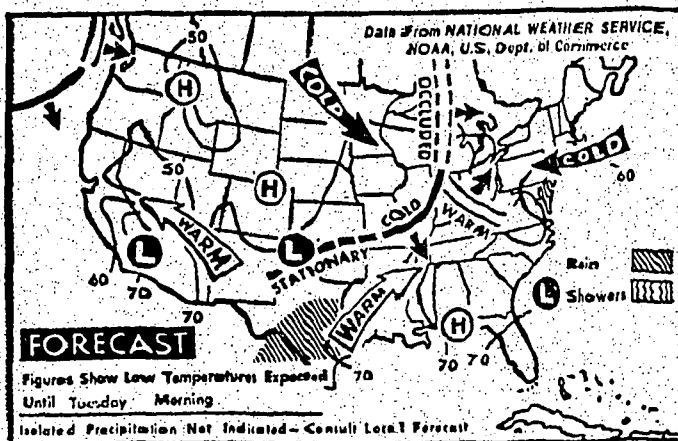 Data From NATIONAL WEATHER SERVICE,
NOAA, U.S. Dept. of Commerce
50
H
COLD
OCCLUDED
COLD
60
50
H
WARM
COLD
WARM
L
L
STATIONARY
60
70
70
Rain
L
Showers
WARM
H
70
70
70
FORECAST
Figures Show Low Temperatures Expected
Until Tuesday Morning
Isolated Precipitation Not Indicated – Consult Local Forecast